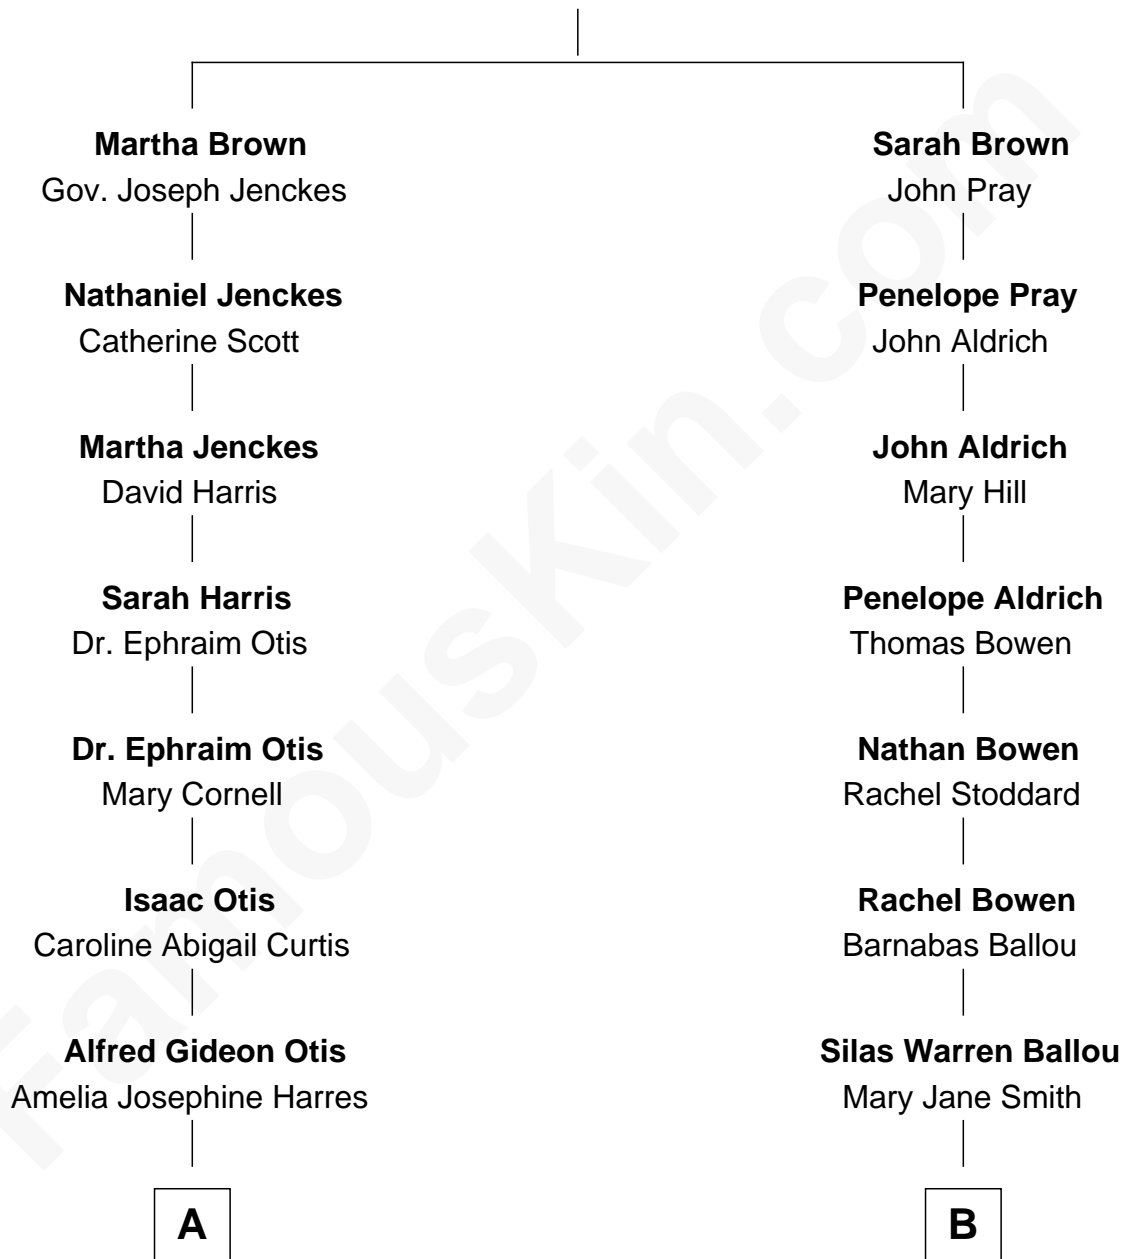 Martha Brown
Gov. Joseph Jenckes
Sarah Brown
John Pray
Nathaniel Jenckes
Catherine Scott
Penelope Pray
John Aldrich
Martha Jenckes
David Harris
John Aldrich
Mary Hill
Sarah Harris
Dr. Ephraim Otis
Penelope Aldrich
Thomas Bowen
Dr. Ephraim Otis
Mary Cornell
Nathan Bowen
Rachel Stoddard
Isaac Otis
Caroline Abigail Curtis
Rachel Bowen
Barnabas Ballou
Alfred Gideon Otis
Amelia Josephine Harres
Silas Warren Ballou
Mary Jane Smith
A
B
FamousKin.com